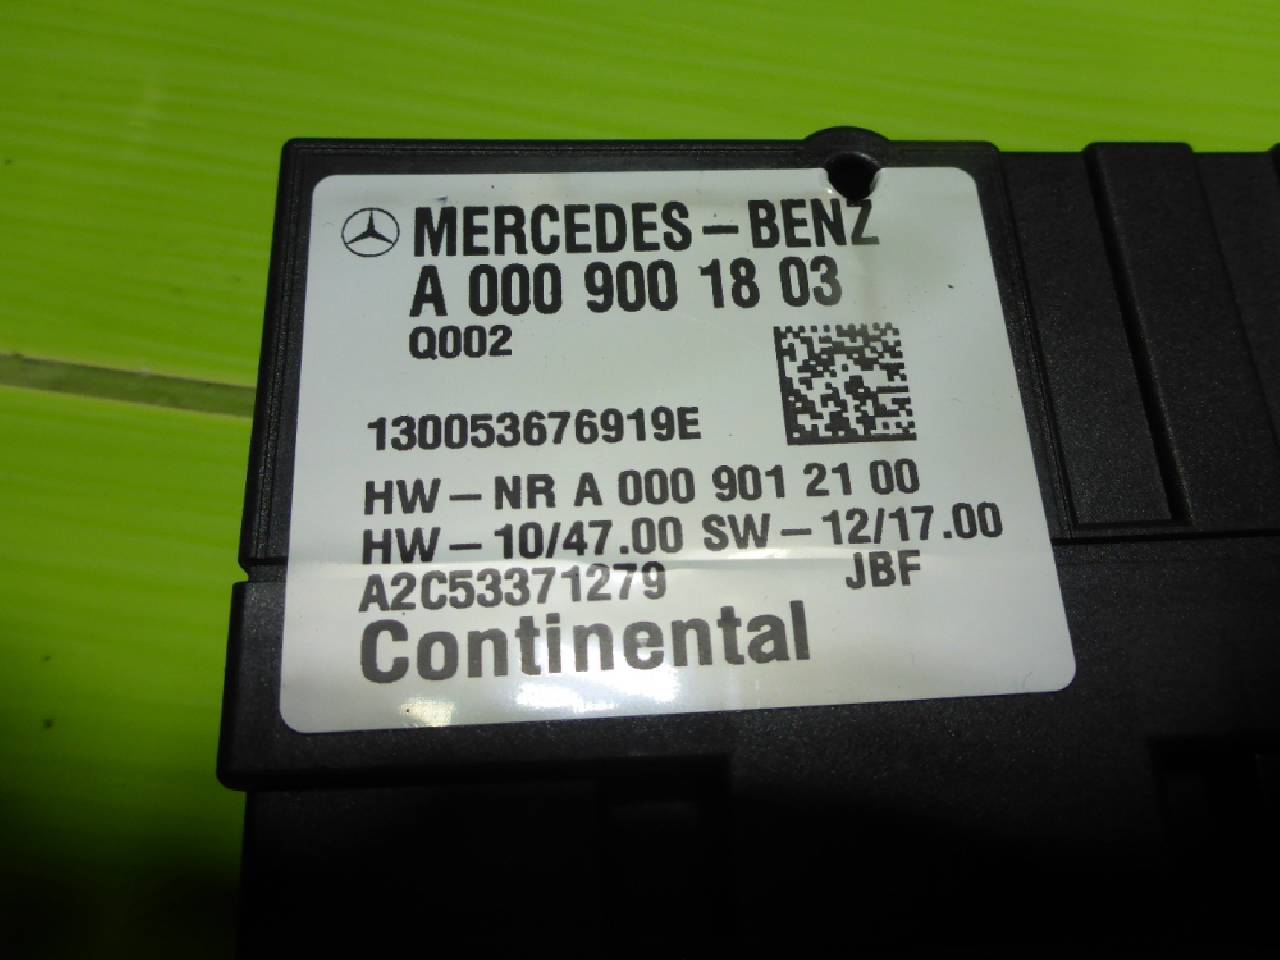 MERCEDES-BENZ
A 000 900 18 03
Q002
130053676919E
HW-NR A 000 901 21 00
HW-10/47.00 SW-12/17.00
A2C53371279 JBF
Continental